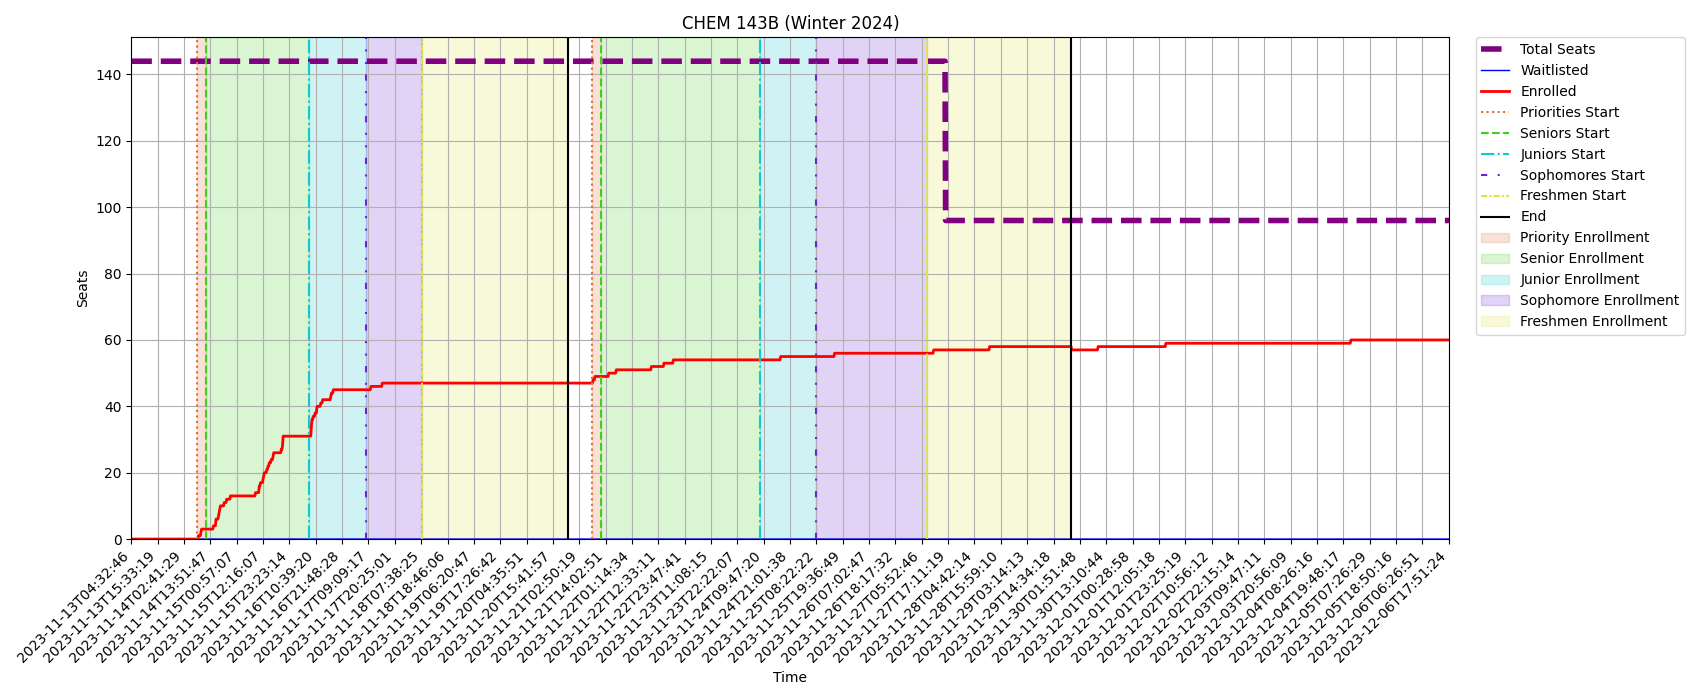 CHEM 143B (Winter 2024)
140
120
100
80
60
40
20
0
Seats
2023-11-13T04:32:46
2023-11-13T15:33:19
2023-11-14T02:41:29
2023-11-14T13:51:47
2023-11-15T00:57:07
2023-11-15T12:16:07
2023-11-15T23:23:14
2023-11-16T10:39:20
2023-11-16T21:48:28
2023-11-17T09:09:17
2023-11-17T20:25:01
2023-11-18T07:38:25
2023-11-18T18:46:06
2023-11-19T06:20:47
2023-11-19T17:26:42
2023-11-20T04:35:51
2023-11-20T15:41:57
2023-11-21T02:50:19
2023-11-21T14:02:51
2023-11-22T01:14:34
2023-11-22T12:33:11
2023-11-22T23:47:41
2023-11-23T11:08:15
2023-11-23T22:22:07
2023-11-24T09:47:20
2023-11-24T21:01:38
2023-11-25T08:22:22
2023-11-25T19:36:49
2023-11-26T07:02:47
2023-11-26T18:17:32
2023-11-27T05:52:46
2023-11-27T17:11:19
2023-11-28T04:42:14
2023-11-28T15:59:10
2023-11-29T03:14:13
2023-11-29T14:34:18
2023-11-30T01:51:48
2023-11-30T13:10:44
2023-12-01T00:28:58
2023-12-01T12:05:18
2023-12-01T23:25:19
2023-12-02T10:56:12
2023-12-02T22:15:14
2023-12-03T09:47:11
2023-12-03T20:56:09
2023-12-04T08:26:16
2023-12-04T19:48:17
2023-12-05T07:26:29
2023-12-05T18:50:16
2023-12-06T06:26:51
2023-12-06T17:51:24
Time
Total Seats
Waitlisted
Enrolled
Priorities Start
Seniors Start
Juniors Start
Sophomores Start
Freshmen Start
End
Priority Enrollment
Senior Enrollment
Junior Enrollment
Sophomore Enrollment
Freshmen Enrollment